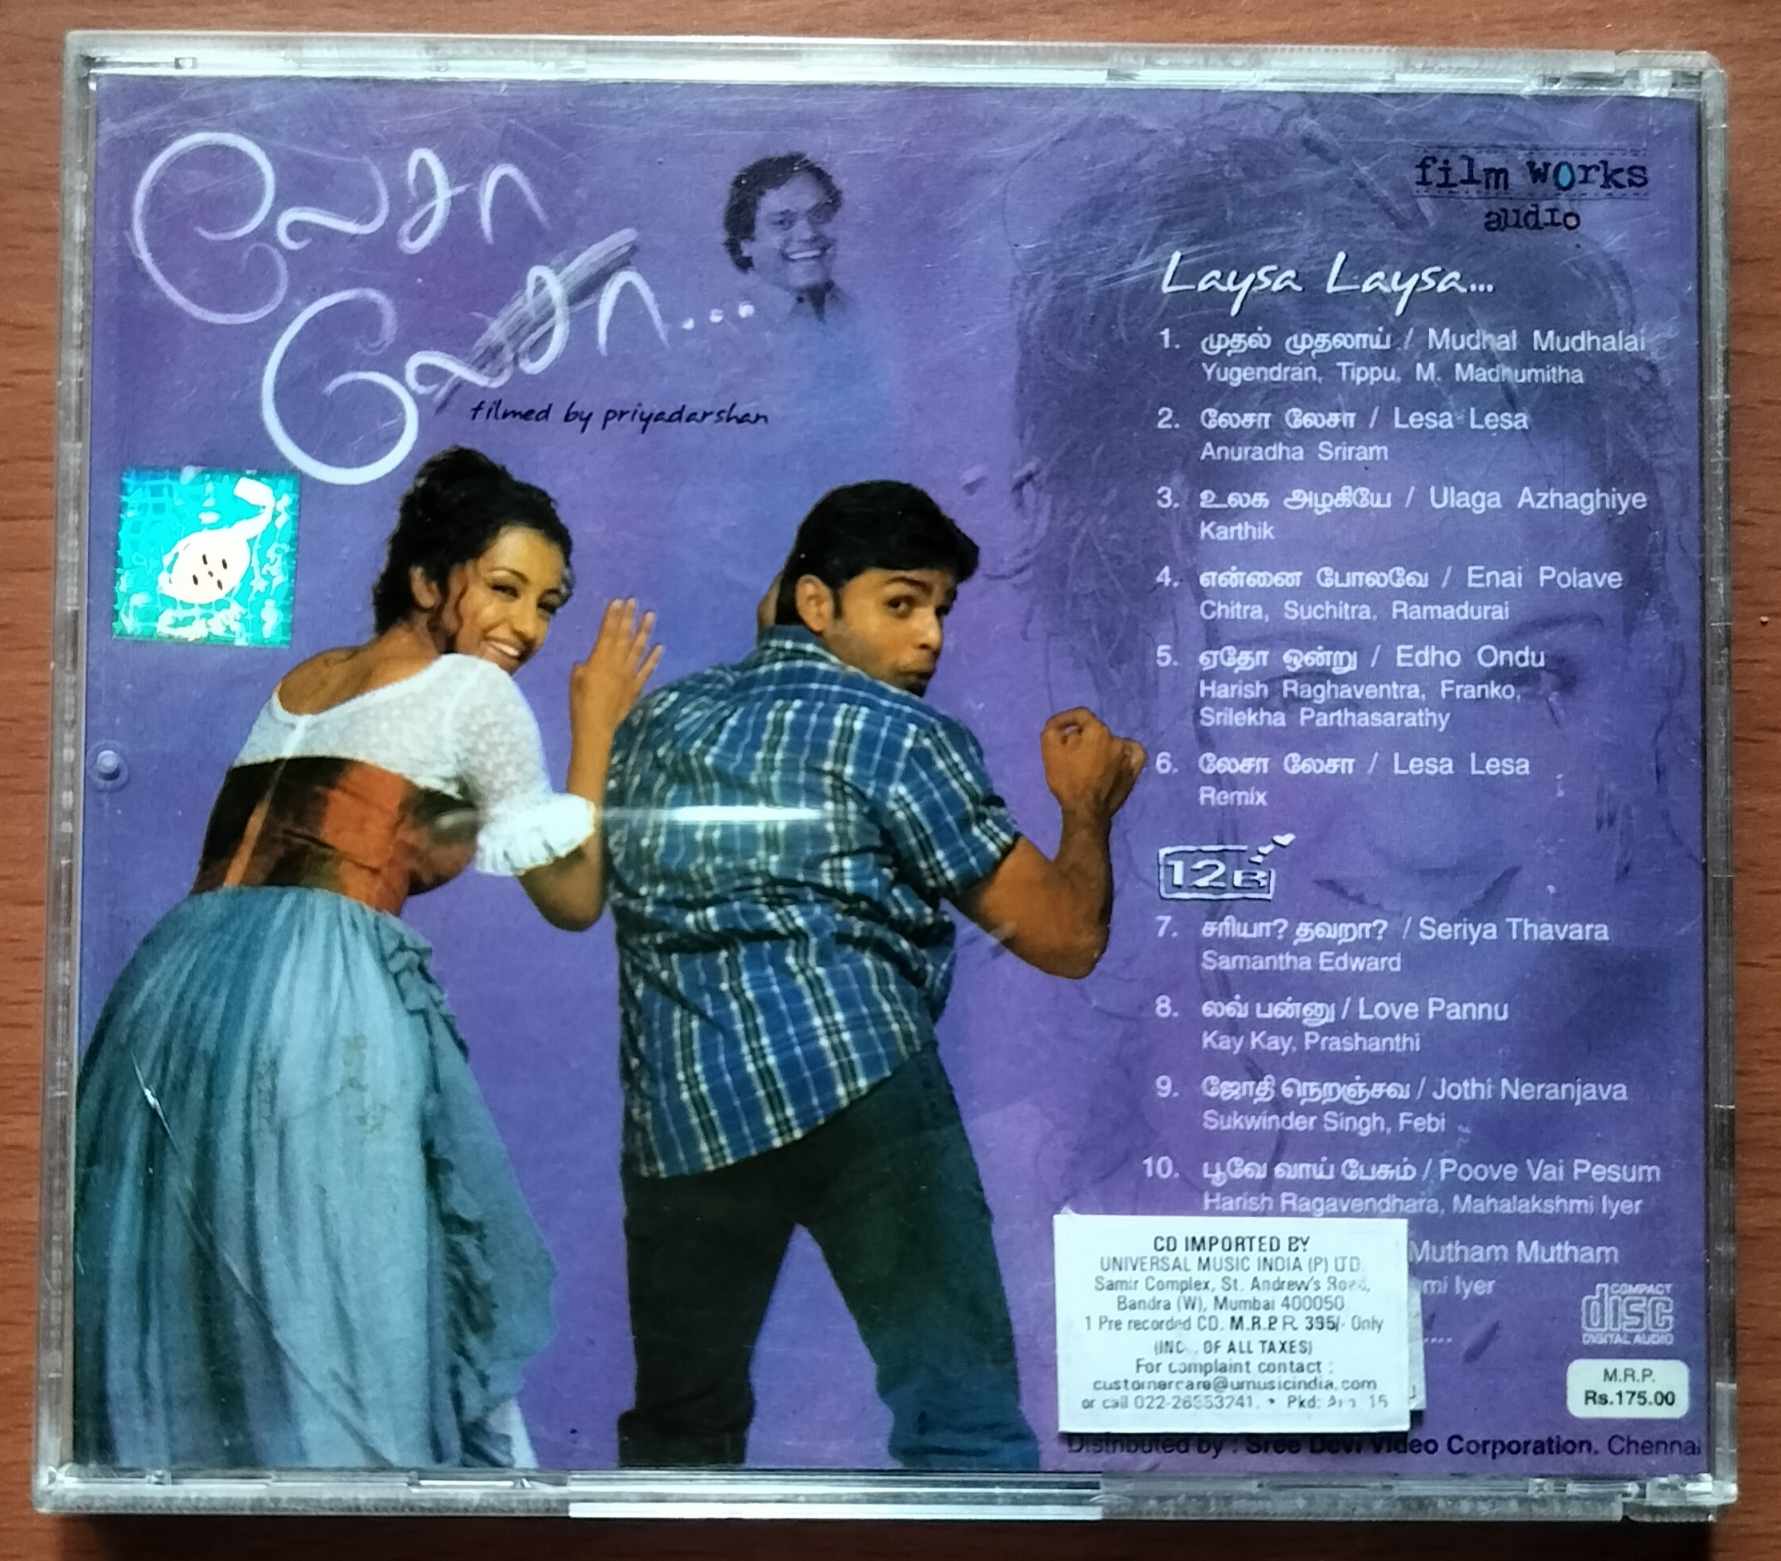 லேசா
லேசா...
filmed by priyadarshan
film works
audio
Laysa Laysa...
1. முதல் முதலாய் / Mudhal Mudhalai
Yugendran, Tippu, M. Madhumitha
2. லேசா லேசா / Lesa Lesa
Anuradha Sriram
3. உலக அழகியே / Ulaga Azhaghiye
Karthik
4. என்னை போலவே / Enai Polave
Chitra, Suchitra, Ramadurai
5. ஏதோ ஒன்று / Edho Ondu
Harish Raghaventra, Franko,
Srilekha Parthasarathy
6. லேசா லேசா / Lesa Lesa
Remix
12B
7. சரியா? தவறா? / Seriya Thavara
Samantha Edward
8. லவ் பன்னு / Love Pannu
Kay Kay, Prashanthi
9. ஜோதி நெறஞ்சவ / Jothi Neranjava
Sukwinder Singh, Febi
10. பூவே வாய் பேசும் / Poove Vai Pesum
Harish Ragavendhara, Mahalakshmi Iyer
Mutham Mutham
mi Iyer
CD IMPORTED BY
UNIVERSAL MUSIC INDIA (P) LTD.
Samir Complex, St. Andrew's Road,
Bandra (W), Mumbai 400050
1 Pre recorded CD. M.R.P. R. 395/- Only
(INC. OF ALL TAXES)
For complaint contact :
customercare@umusicindia.com
or call 022-26553241. • Pkd: 15
COMPACT
disc
DIGITAL AUDIO
M.R.P.
Rs.175.00
Distributed by : Sree Devi Video Corporation. Chennai